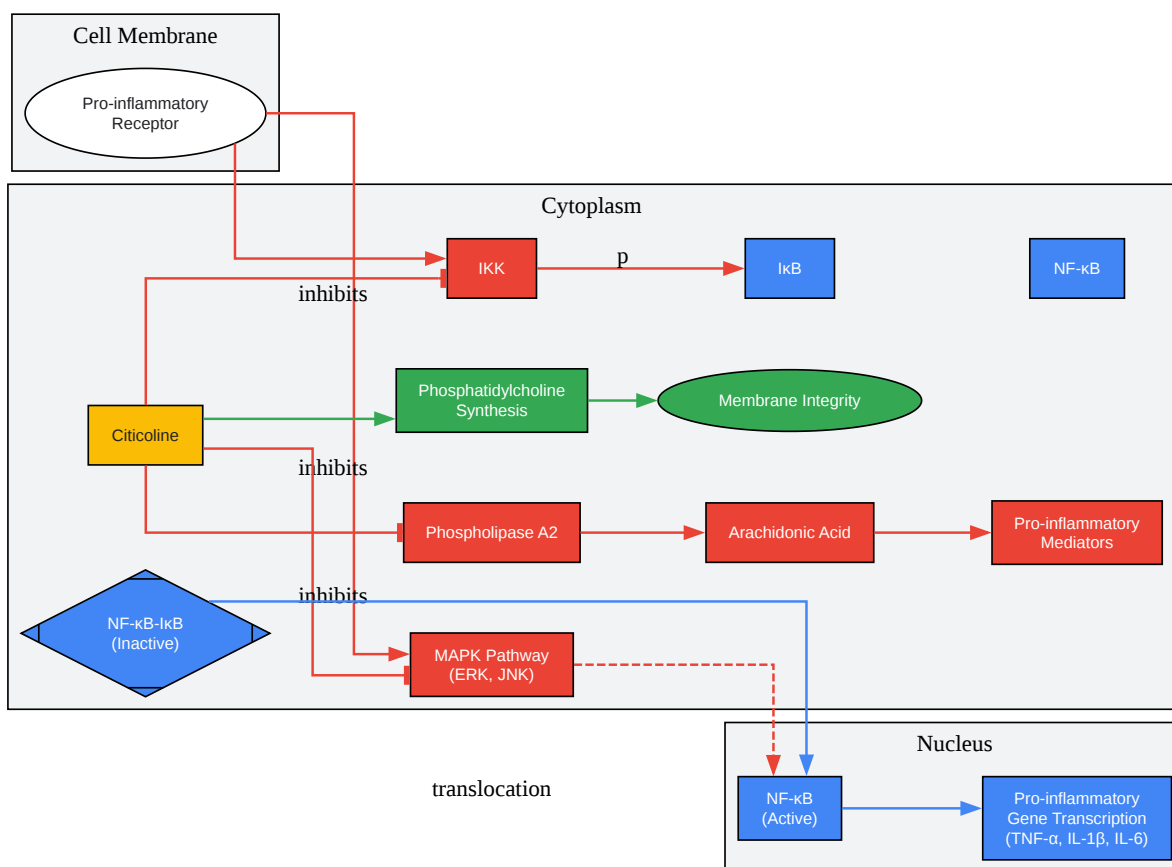 Cell Membrane
Pro-inflammatory
Receptor
Cytoplasm
IKK
p
IκB
NF-κB
inhibits
Phosphatidylcholine
Synthesis
Membrane Integrity
Citicoline
inhibits
Phospholipase A2
Arachidonic Acid
Pro-inflammatory
Mediators
inhibits
NF-κB-IκB
(Inactive)
MAPK Pathway
(ERK, JNK)
Nucleus
translocation
NF-κB
(Active)
Pro-inflammatory
Gene Transcription
(TNF-α, IL-1β, IL-6)